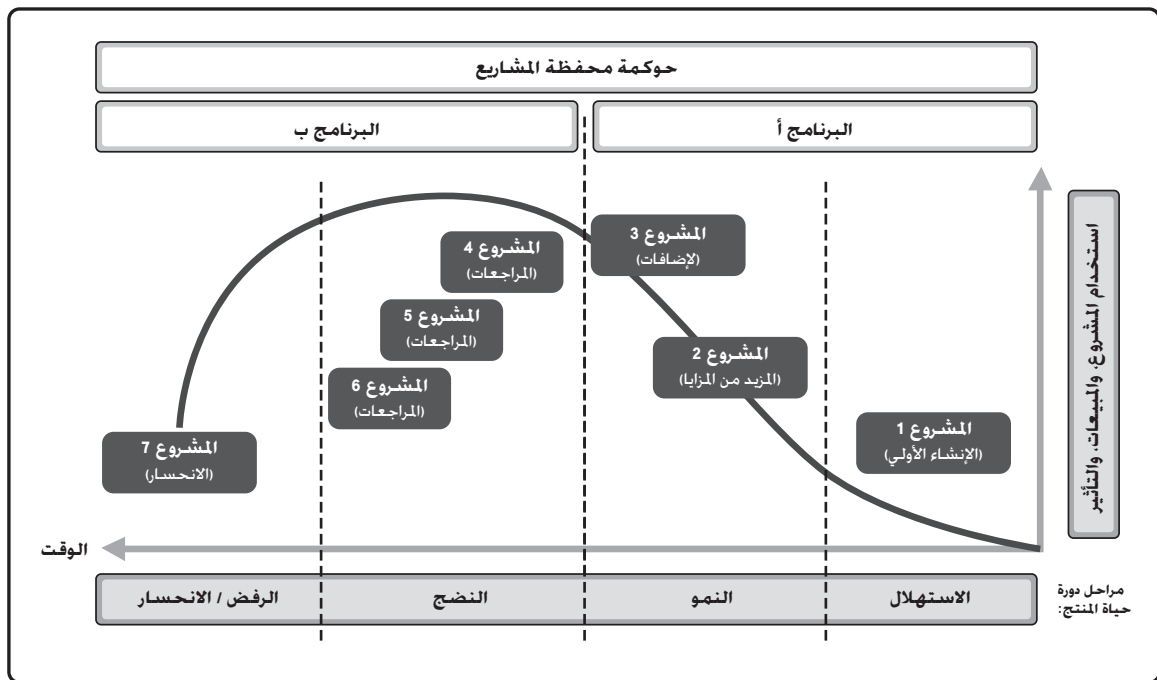 حوكمة محفظة المشاريع
البرنامج أ
البرنامج ب
استخدام المشروع، والمبيعات، والتأثير
المشروع 1
(الإنشاء الأولي)
المشروع 2
(المزيد من المزايا)
المشروع 3
(لإضافات)
المشروع 4
(المراجعات)
المشروع 5
(المراجعات)
المشروع 6
(المراجعات)
المشروع 7
(الانحسار)
الوقت
مراحل دورة
حياة المنتج:
الاستهلال
النمو
النضج
الرفض / الانحسار